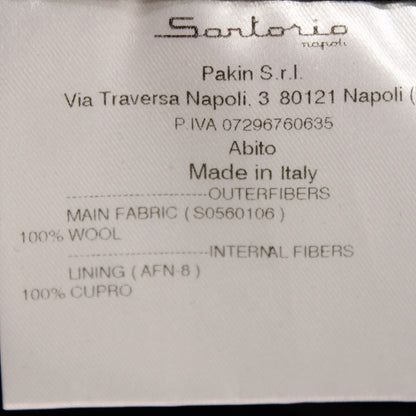 Sartorio
napoli
Pakin S.r.l.
Via Traversa Napoli, 3 80121 Napoli (
P.IVA 07296760635
Abito
Made in Italy
--------------------OUTERFIBERS
MAIN FABRIC ( S0560106 )
100% WOOL
--------------------INTERNAL FIBERS
LINING ( AFN-8 )
100% CUPRO